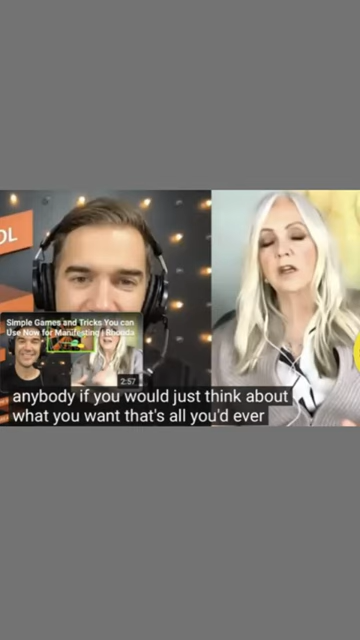 OL
Simple Games and Tricks You can
Use Now for Manifesting | Rhonda
2:57
anybody if you would just think about
what you want that's all you'd ever